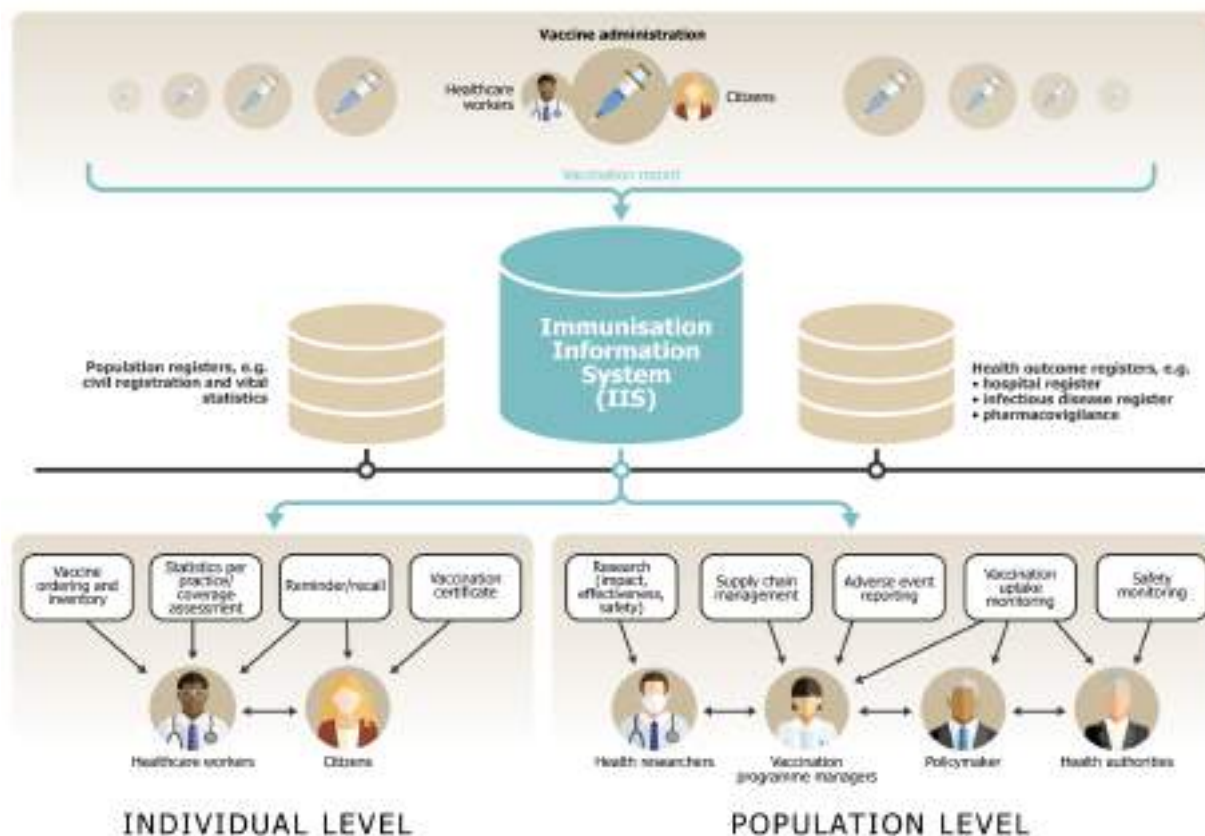 Vaccine administration
Healthcare
workers
Citizens
Vaccination record
Immunisation
Information
System
(IIS)
Population registers, e.g.
civil registration and vital
statistics
Health outcome registers, e.g.
• hospital register
• infectious disease register
• pharmacovigilance
Vaccine
ordering and
inventory
Statistics per
practice/
coverage
assessment
Reminder/recall
Vaccination
certificate
Research
(impact,
effectiveness,
safety)
Supply chain
management
Adverse event
reporting
Vaccination
uptake
monitoring
Safety
monitoring
Healthcare workers
Citizens
Health researchers
Vaccination
programme managers
Policymaker
Health authorities
INDIVIDUAL LEVEL
POPULATION LEVEL